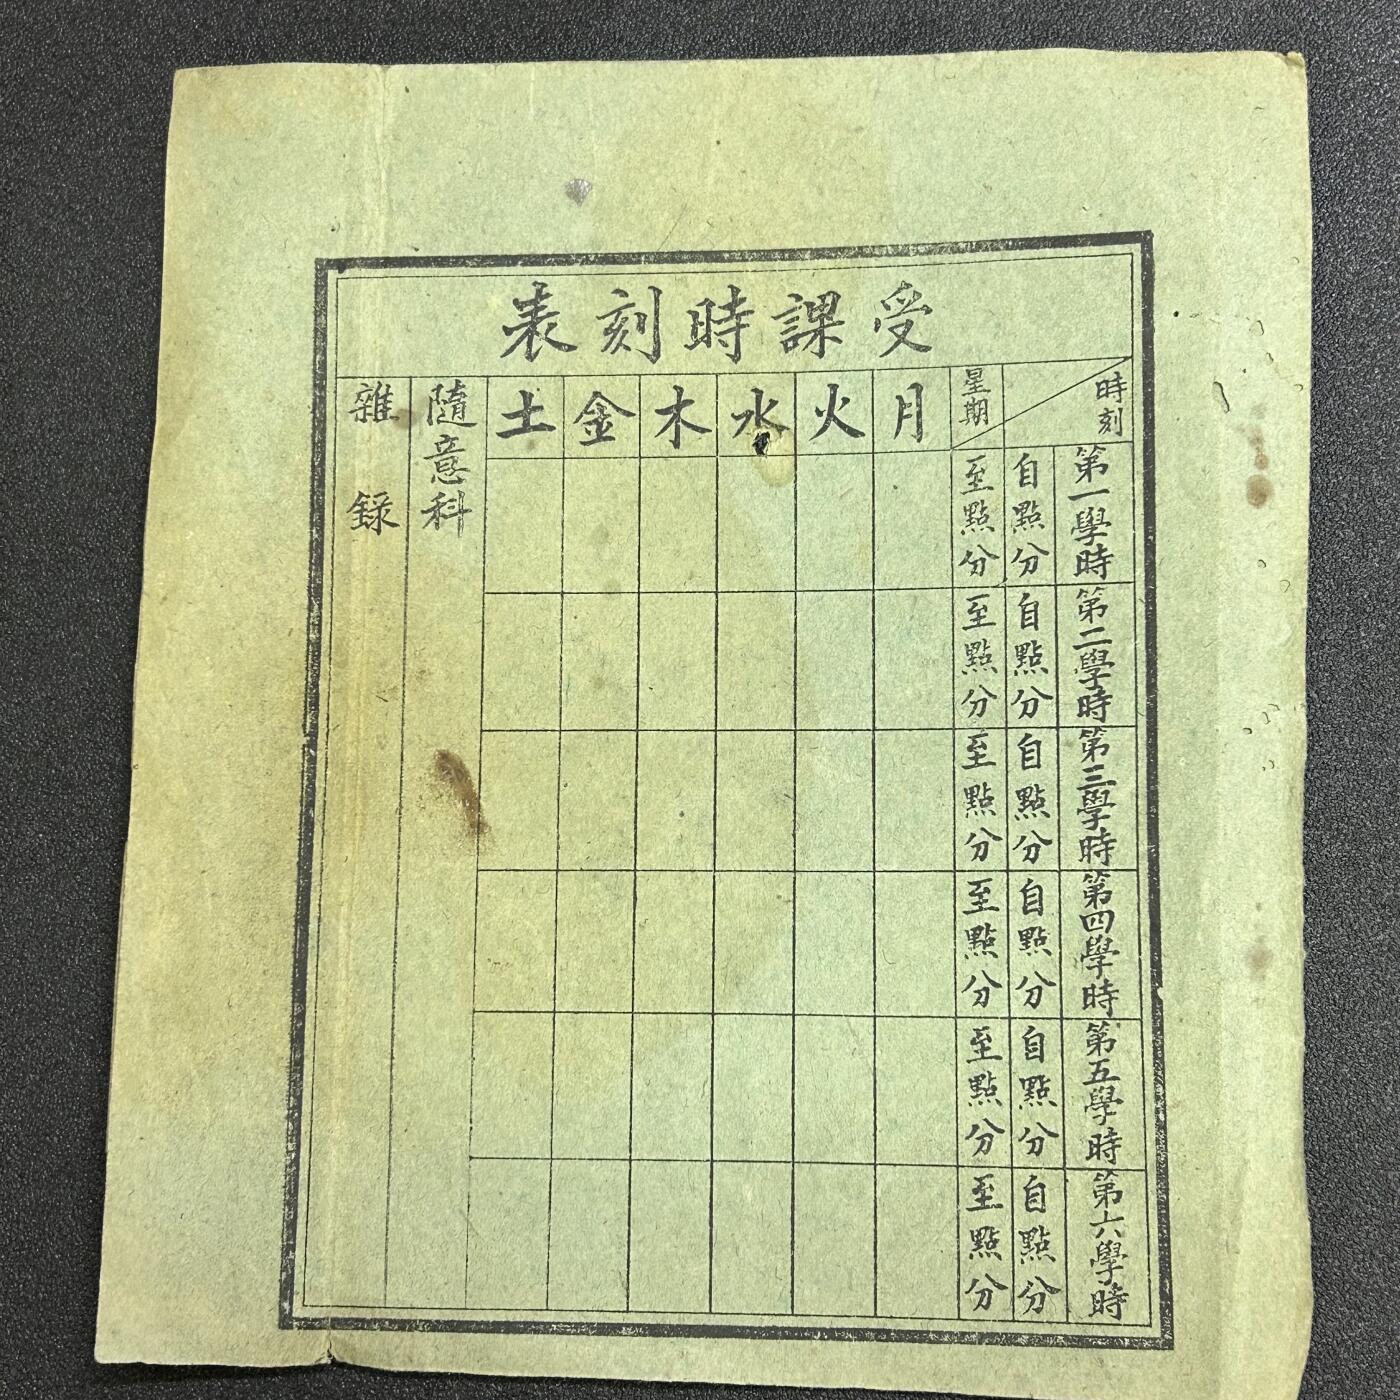 受課時刻表
時刻
星期
月
火
水
木
金
土
隨意科
雜録
第一學時
自點分
至點分
第二學時
自點分
至點分
第三學時
自點分
至點分
第四學時
自點分
至點分
第五學時
自點分
至點分
第六學時
自點分
至點分